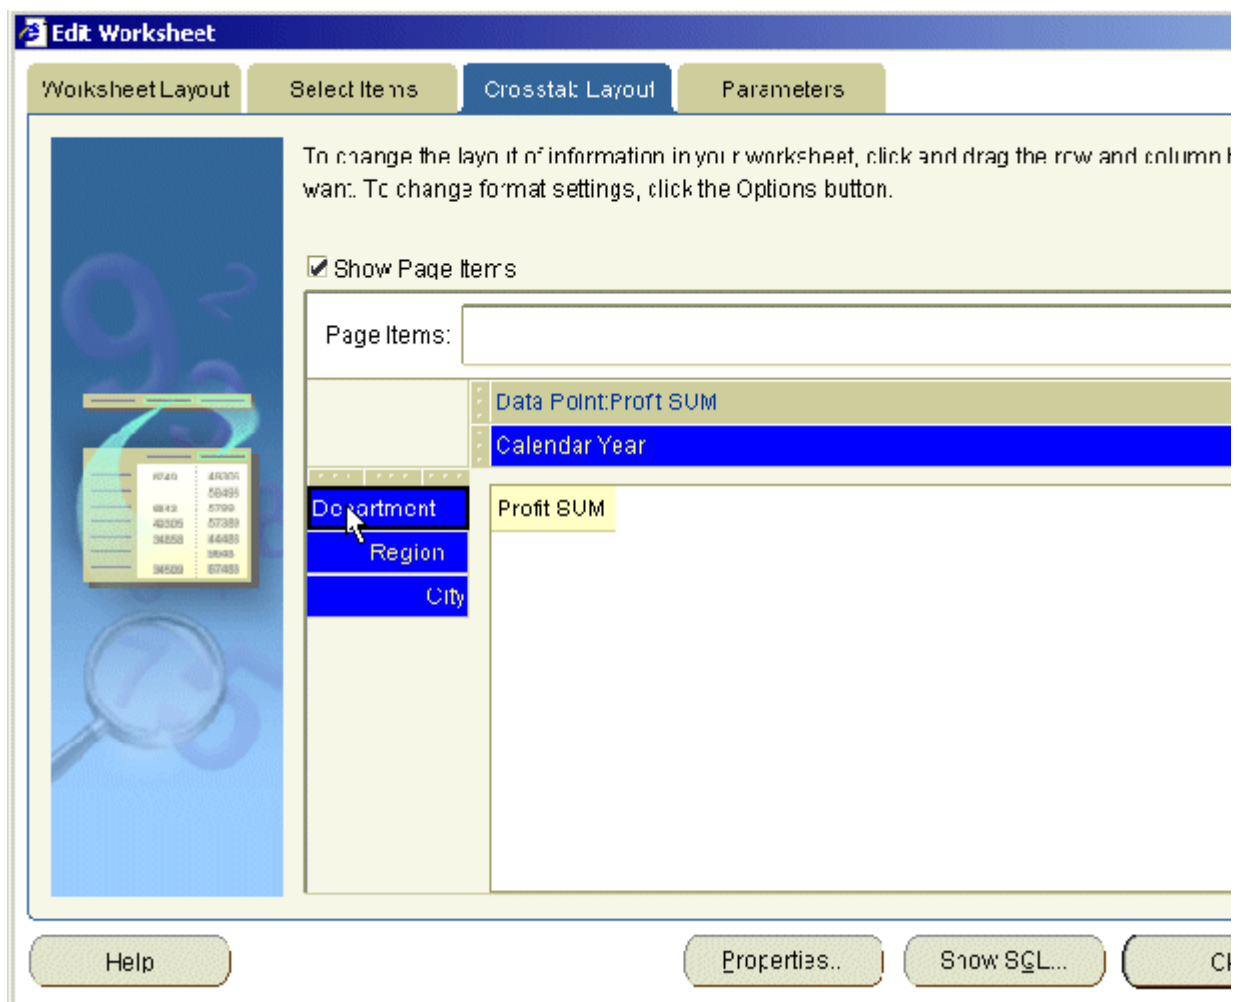 Edit Worksheet
Worksheet Layout Select Items Crosstab Layout Parameters
To change the layout of information in your worksheet, click and drag the row and column
want. To change format settings, click the Options button.
Show Page Items
Page Items:
Data Point:Profit SUM
Calendar Year
Department Profit SUM
Region
City
Help Properties.. Show SQL...